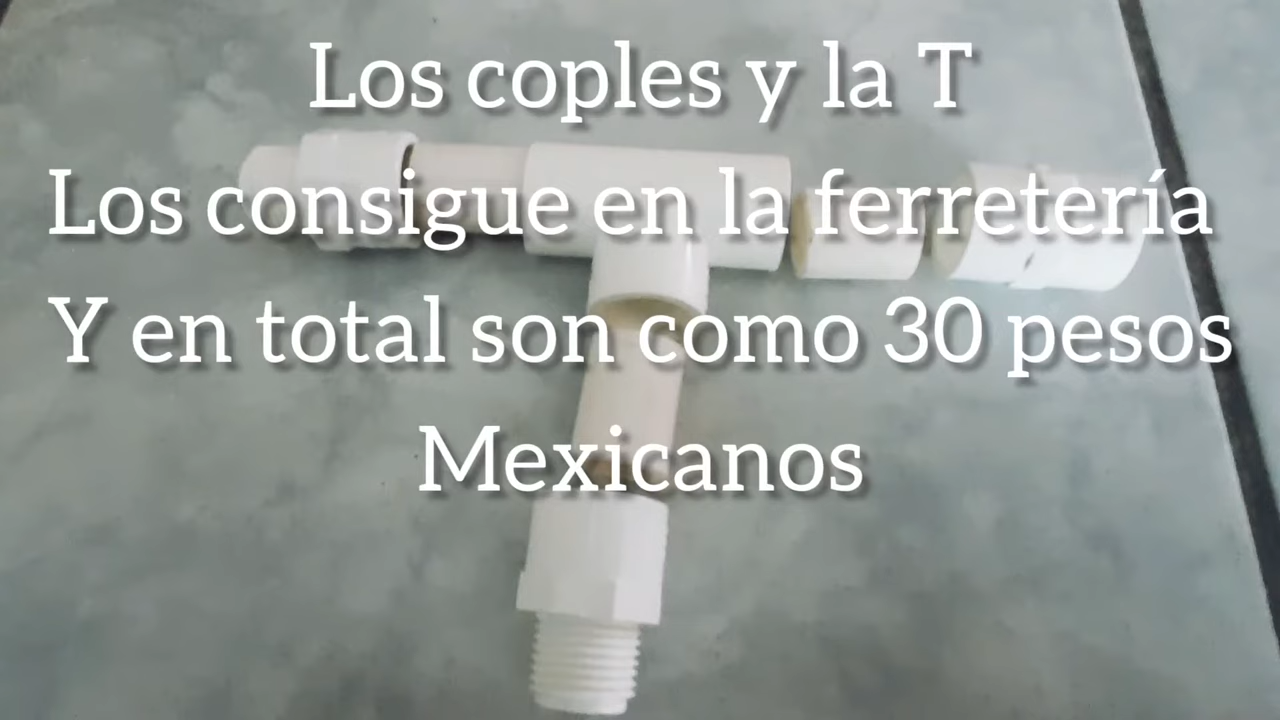 Los coples y la T
Los consigue en la ferretería
Y en total son como 30 pesos
Mexicanos